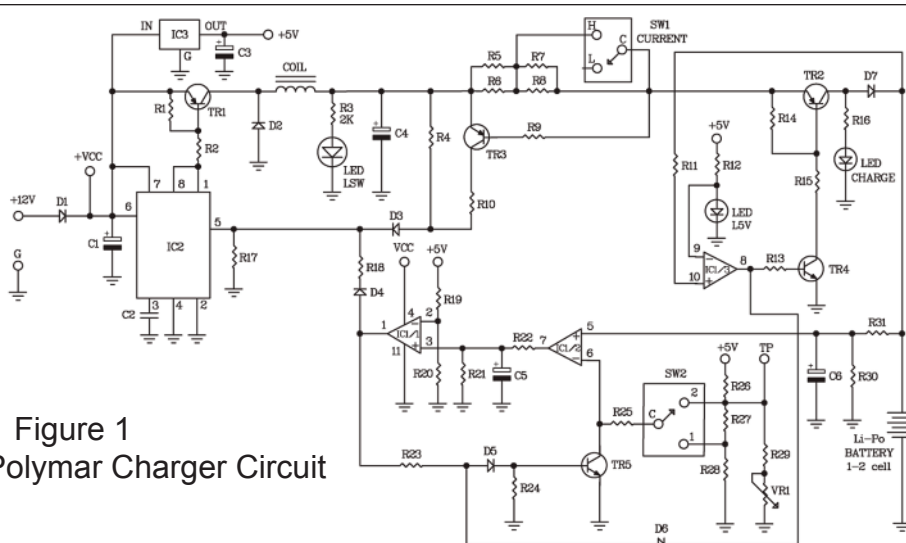 IN
OUT
IC3
+5V
G
C3
COIL
R1
TR1
R2
D2
R3
2K
LED
LSW
C4
R4
R5
R7
R6
R8
H
C
L
SW1
CURRENT
TR3
R9
R10
TR2
D7
R14
R16
R15
LED
CHARGE
+5V
R12
R11
LED
L5V
9
10
IC1/3
8
R13
TR4
+VCC
+12V
D1
6
7
8
1
5
IC2
C1
G
C2
3
4
2
R17
D3
R18
D4
VCC
+5V
R19
1
4
2
3
11
IC1/1
R20
R21
R22
C5
7
IC1/2
5
6
R31
C6
R30
+5V
TP
SW2
R26
2
C
R25
R27
1
R28
R29
VR1
Li-Po
BATTERY
1-2 cell
R23
D5
R24
TR5
D6
Figure 1
Polymar Charger Circuit